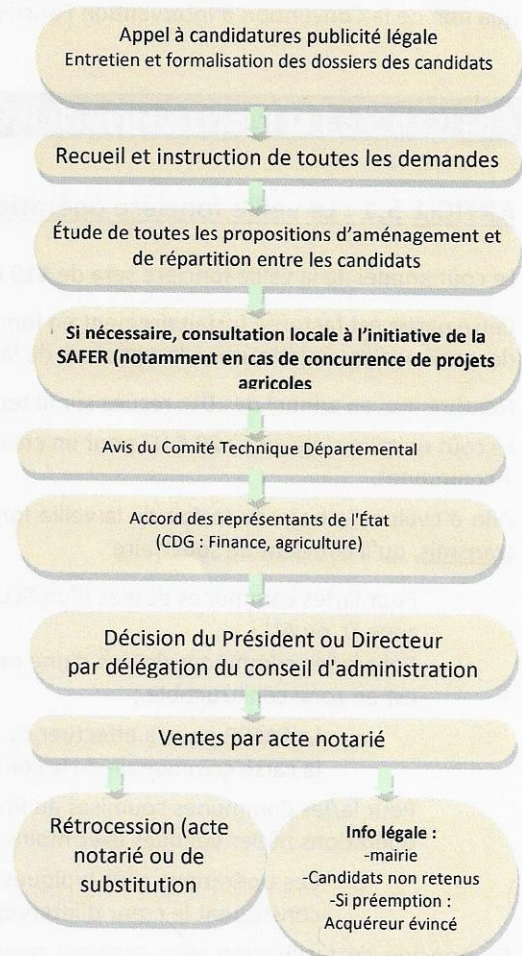 Appel à candidatures publicité légale
Entretien et formalisation des dossiers des candidats
Recueil et instruction de toutes les demandes
Étude de toutes les propositions d'aménagement et
de répartition entre les candidats
Si nécessaire, consultation locale à l'initiative de la
SAFER (notamment en cas de concurrence de projets
agricoles
Avis du Comité Technique Départemental
Accord des représentants de l'État
(CDG : Finance, agriculture)
Décision du Président ou Directeur
par délégation du conseil d'administration
Ventes par acte notarié
Rétrocession (acte
notarié ou de
substitution
Info légale :
-mairie
-Candidats non retenus
-Si préemption :
Acquéreur évincé